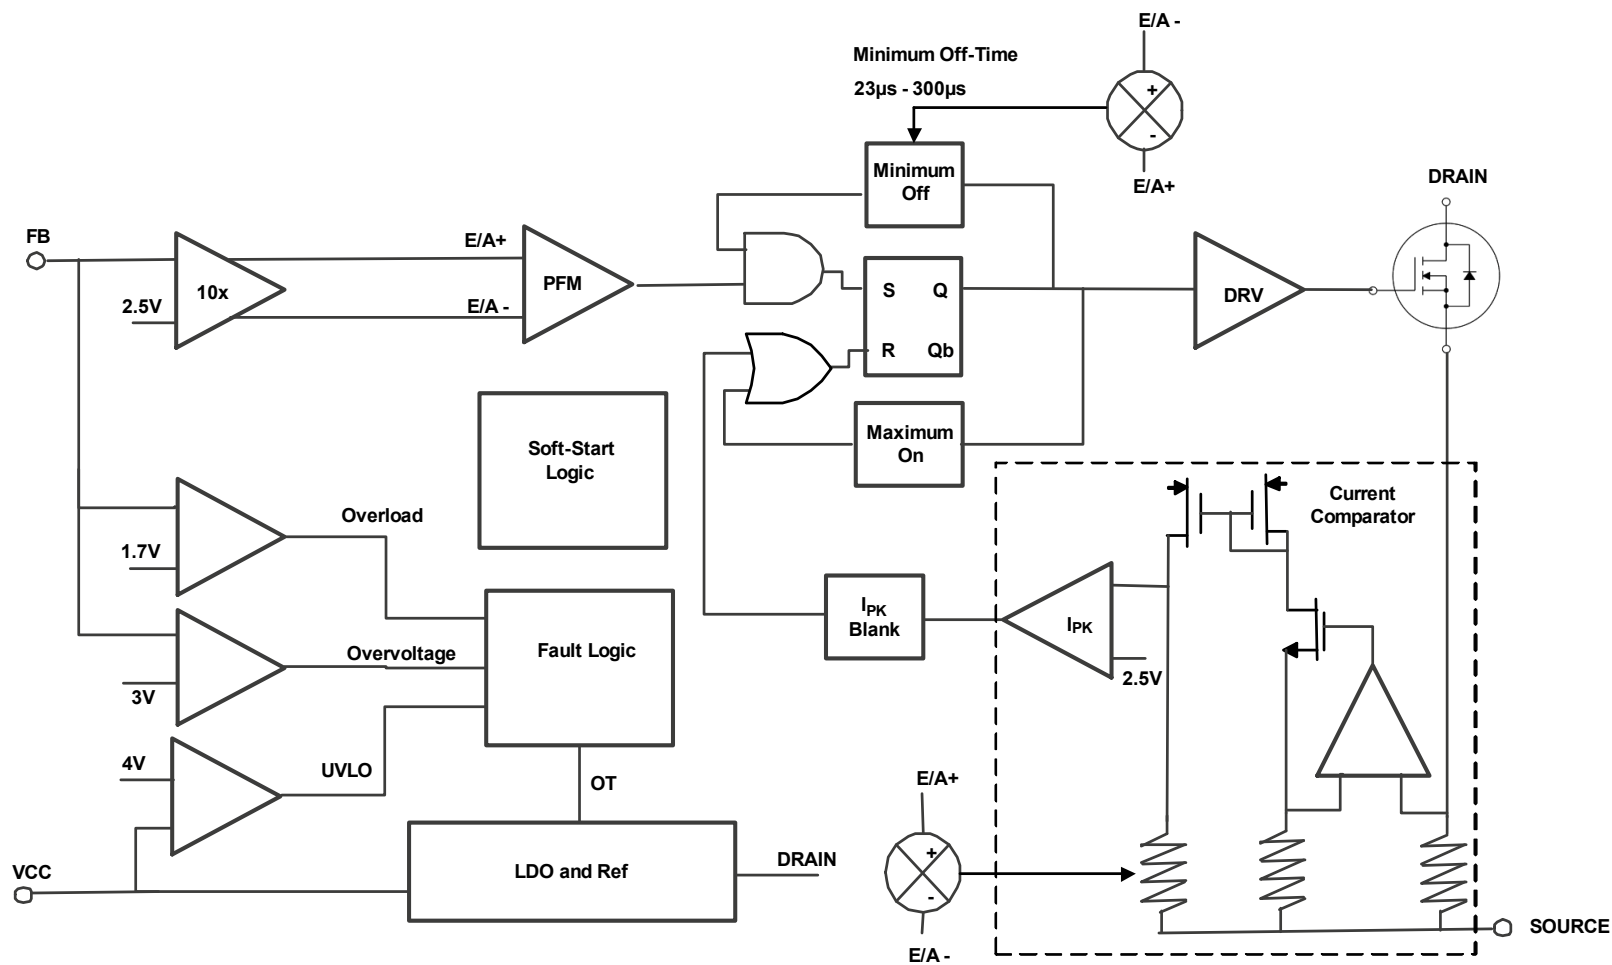 E/A -
Minimum Off-Time
23µs - 300µs
+
-
E/A+
Minimum
Off
DRAIN
FB
E/A+
10x
PFM
2.5V
E/A -
S
Q
R
Qb
DRV
Maximum
On
Soft-Start
Logic
Current
Comparator
Overload
1.7V
IPK
Blank
IPK
2.5V
Fault Logic
Overvoltage
3V
4V
UVLO
OT
E/A+
VCC
LDO and Ref
DRAIN
+
-
E/A -
SOURCE